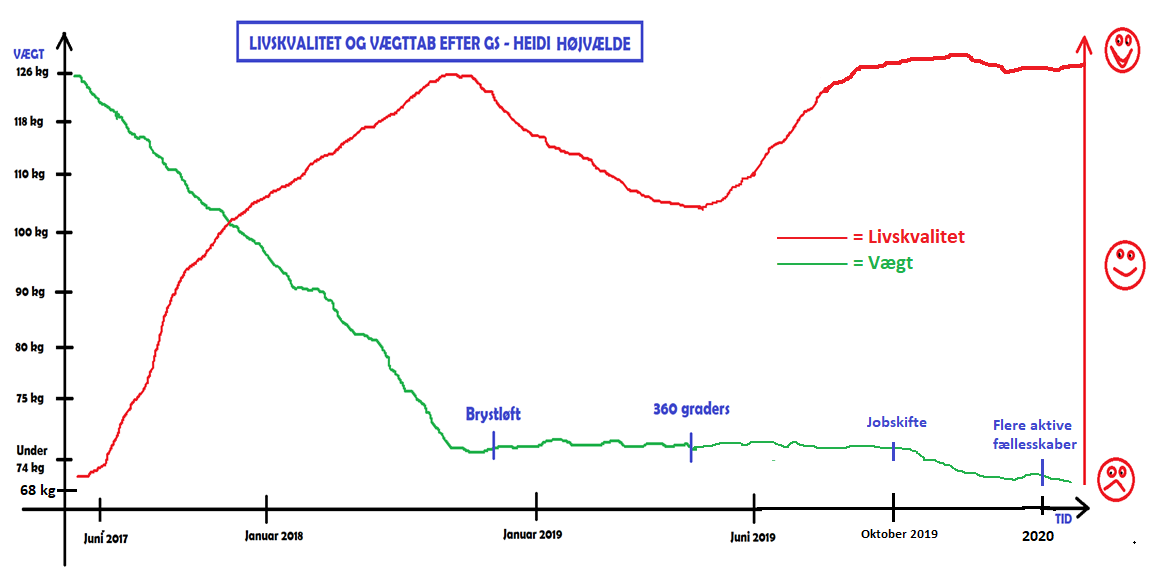 LIVSKVALITET OG VÆGTTAB EFTER GS - HEIDI HØJVÆLDE
VÆGT
126 kg
118 kg
110 kg
100 kg
90 kg
80 kg
75 kg
Under
74 kg
68 kg
= Livskvalitet
= Vægt
Brystløft
360 graders
Jobskifte
Flere aktive
fællesskaber
TID
Juni 2017
Januar 2018
Januar 2019
Juni 2019
Oktober 2019
2020